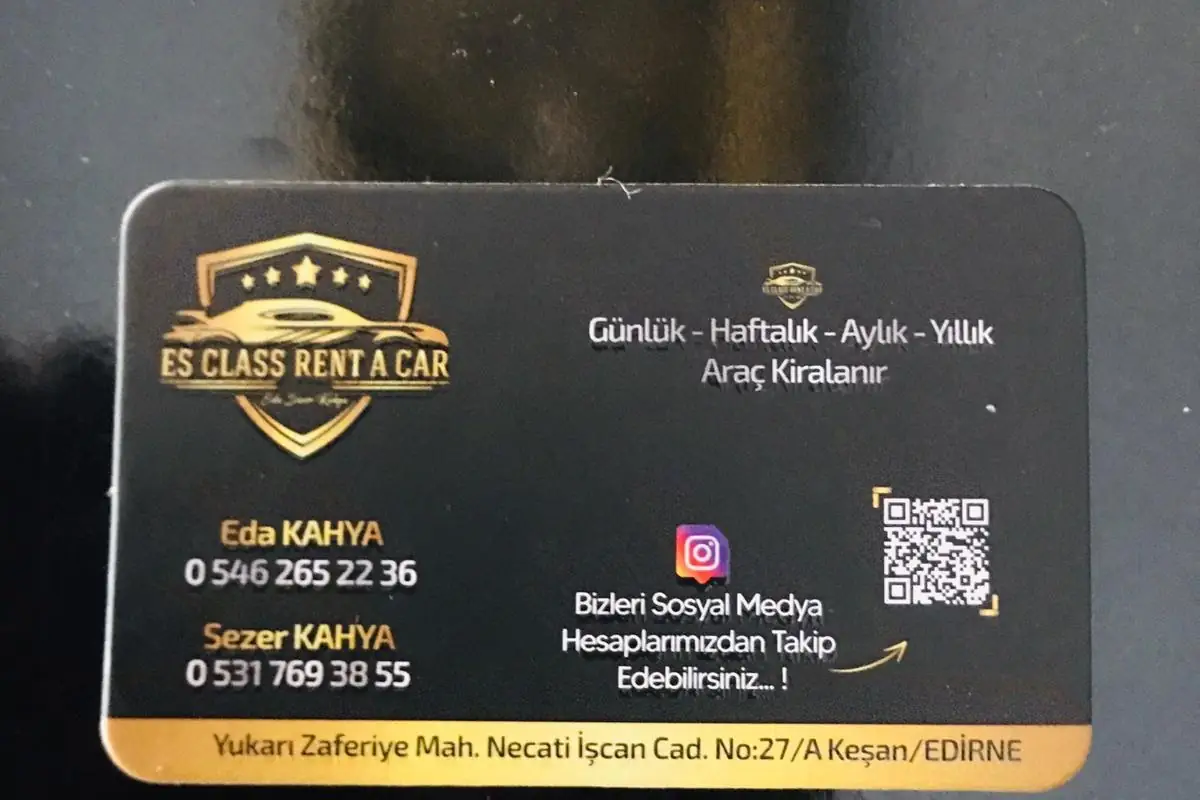 ES CLASS RENT A CAR
Günlük - Haftalık - Aylık - Yıllık
Araç Kiralanır
Eda KAHYA
0 546 265 22 36
Sezer KAHYA
0 531 769 38 55
Bizleri Sosyal Medya
Hesaplarımızdan Takip
Edebilirsiniz... !
Yukarı Zaferiye Mah. Necati İşcan Cad. No:27/A Keşan/EDİRNE